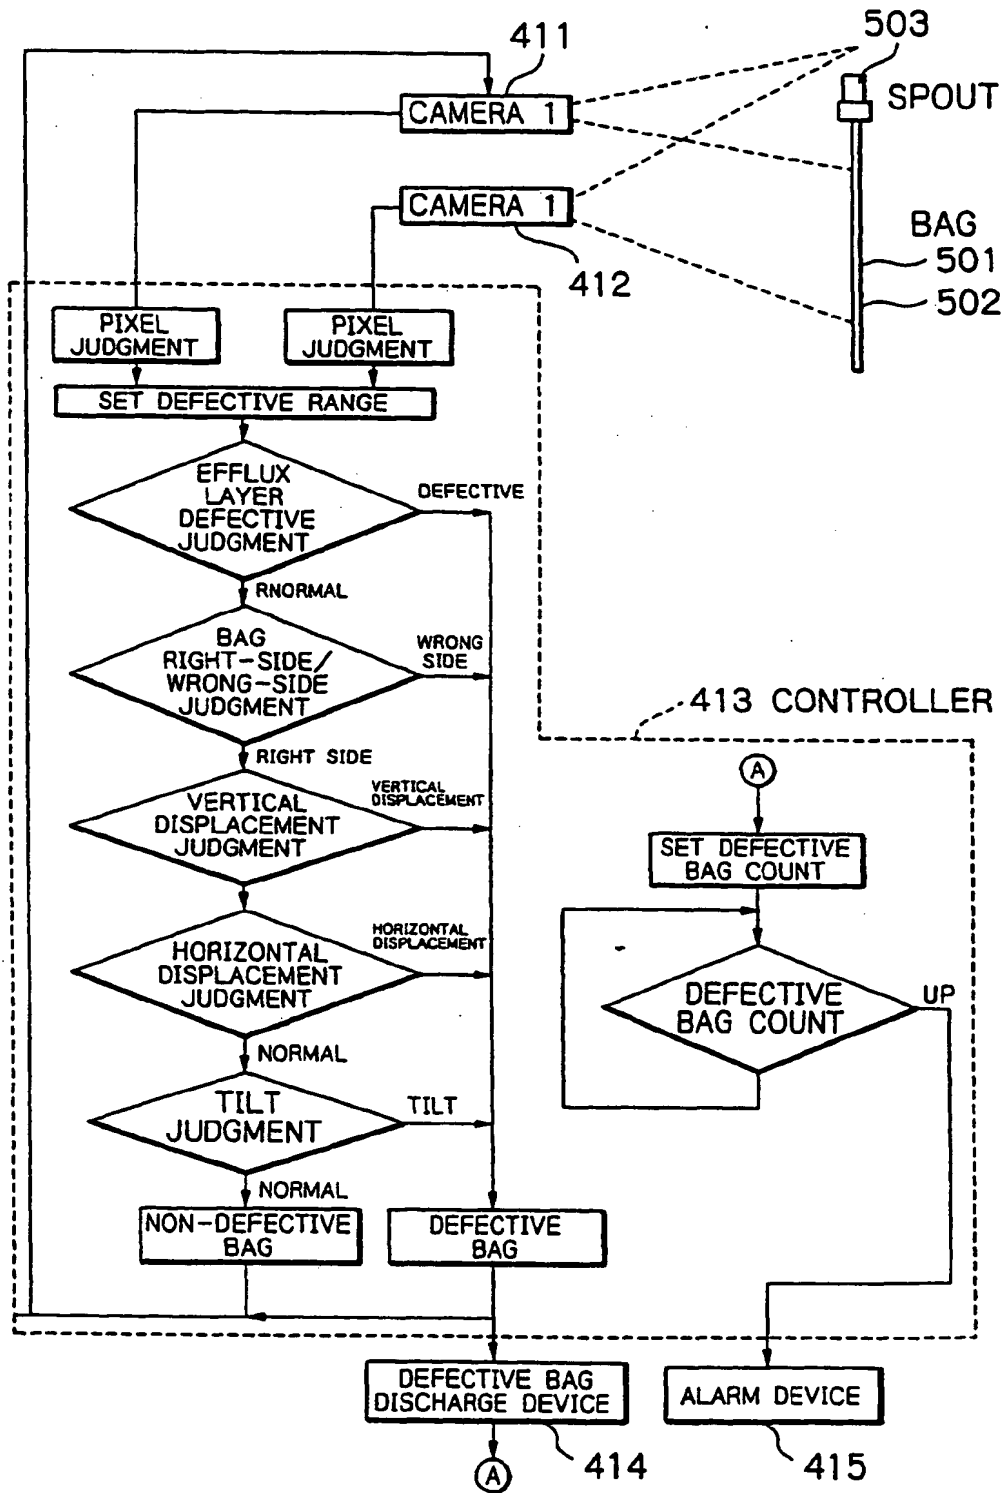 411
503
CAMERA 1
SPOUT
CAMERA 1
412
BAG
501
502
PIXEL
JUDGMENT
PIXEL
JUDGMENT
SET DEFECTIVE RANGE
EFFLUX
LAYER
DEFECTIVE
JUDGMENT
DEFECTIVE
RNORMAL
BAG
RIGHT-SIDE/
WRONG-SIDE
JUDGMENT
WRONG
SIDE
RIGHT SIDE
VERTICAL
DISPLACEMENT
JUDGMENT
VERTICAL
DISPLACEMENT
HORIZONTAL
DISPLACEMENT
JUDGMENT
HORIZONTAL
DISPLACEMENT
NORMAL
TILT
JUDGMENT
TILT
NORMAL
NON-DEFECTIVE
BAG
DEFECTIVE
BAG
413 CONTROLLER
A
SET DEFECTIVE
BAG COUNT
DEFECTIVE
BAG COUNT
UP
DEFECTIVE BAG
DISCHARGE DEVICE
414
A
ALARM DEVICE
415